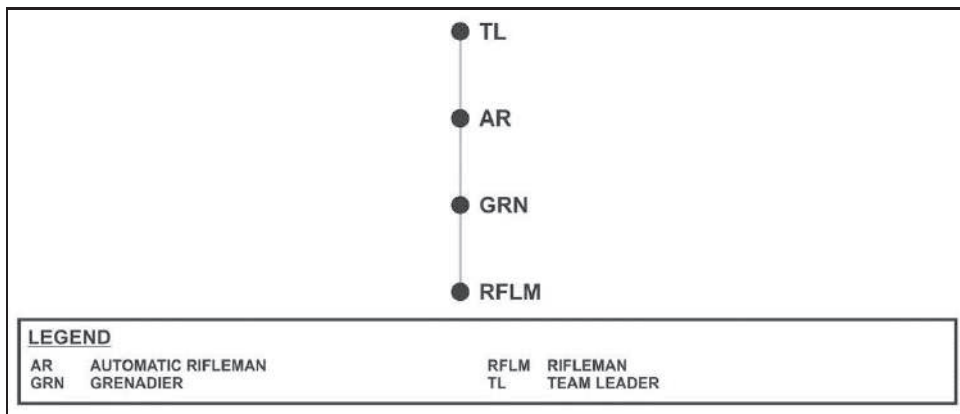 TL
AR
GRN
RFLM
LEGEND
AR AUTOMATIC RIFLEMAN RFLM RIFLEMAN
GRN GRENADIER TL TEAM LEADER